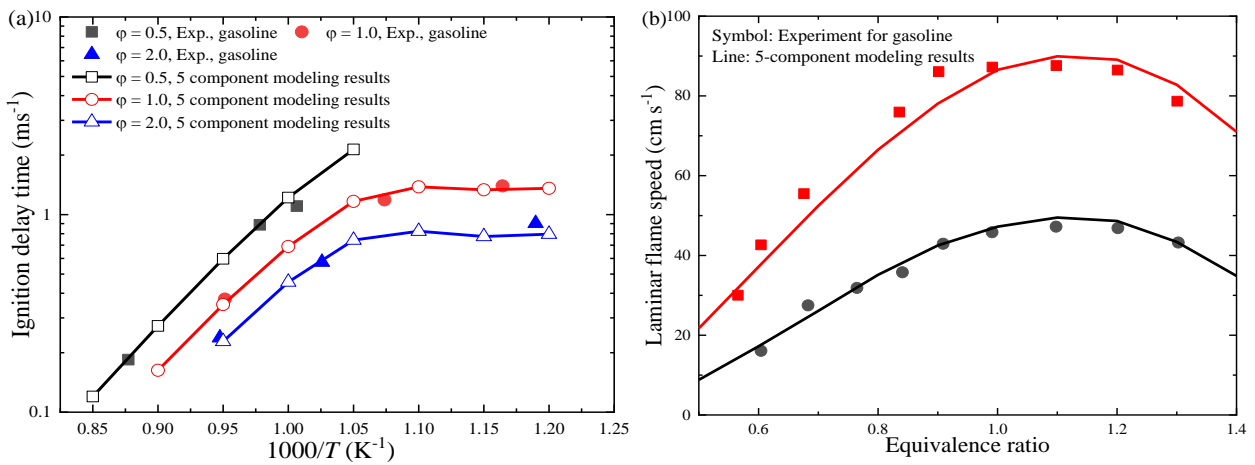 (a)
φ = 0.5, Exp., gasoline φ = 1.0, Exp., gasoline
φ = 2.0, Exp., gasoline
φ = 0.5, 5 component modeling results
φ = 1.0, 5 component modeling results
φ = 2.0, 5 component modeling results
Ignition delay time (ms⁻¹)
10
1
0.1
0.85 0.90 0.95 1.00 1.05 1.10 1.15 1.20 1.25
1000/T (K⁻¹)
(b)
Symbol: Experiment for gasoline
Line: 5-component modeling results
Laminar flame speed (cm s⁻¹)
100
80
60
40
20
0
0.6 0.8 1.0 1.2 1.4
Equivalence ratio